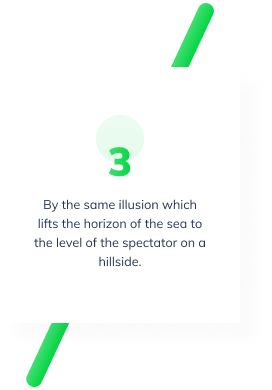 3
By the same illusion which
lifts the horizon of the sea to
the level of the spectator on a
hillside.